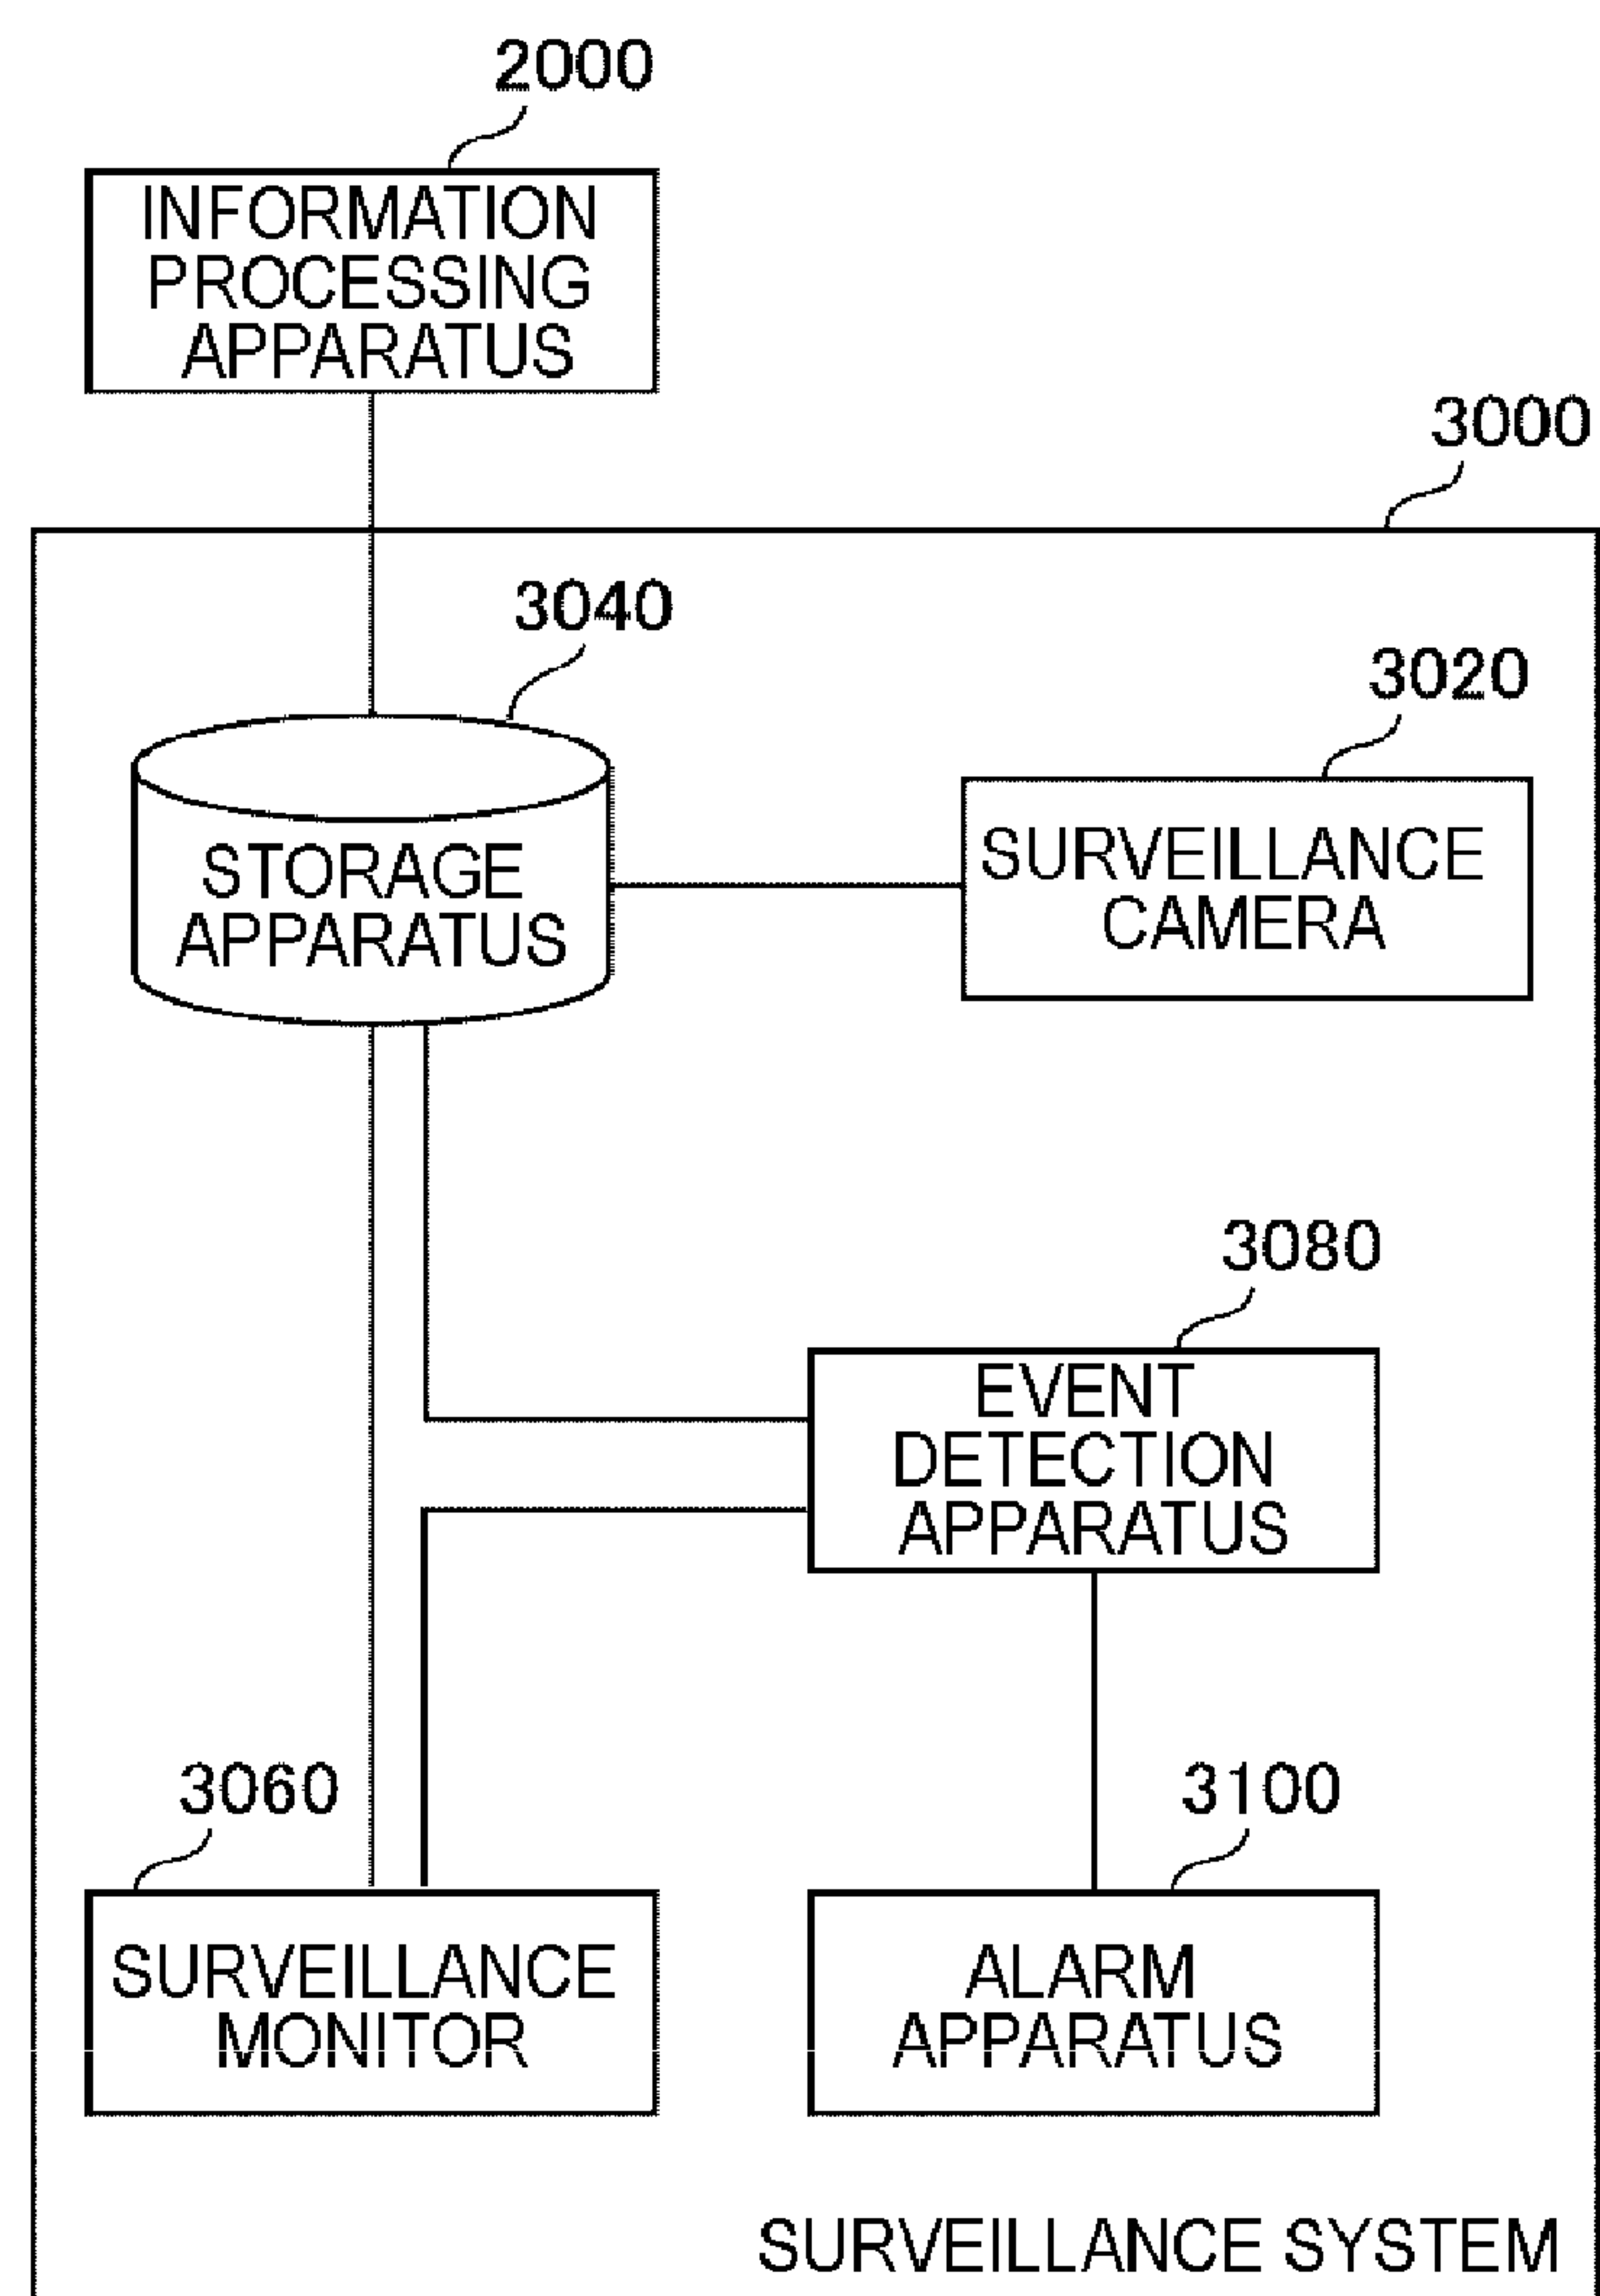 2000
INFORMATION
PROCESSING
APPARATUS
3000
3040
3020
STORAGE
APPARATUS
SURVEILLANCE
CAMERA
3080
EVENT
DETECTION
APPARATUS
3060
3100
SURVEILLANCE
MONITOR
ALARM
APPARATUS
SURVEILLANCE SYSTEM